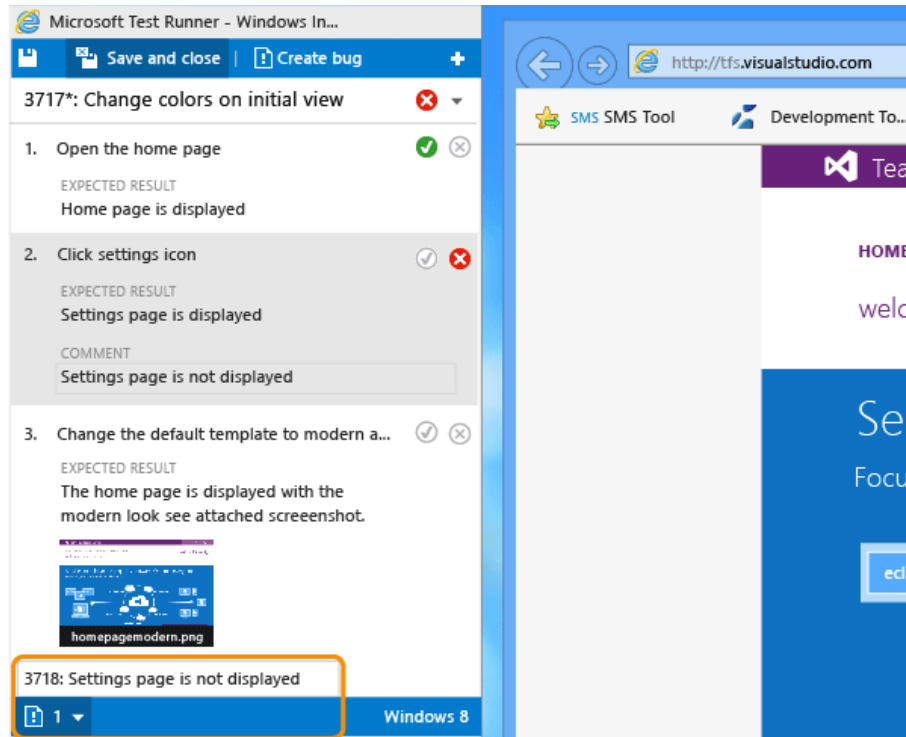 Microsoft Test Runner - Windows In...
Save and close
Create bug
3717*: Change colors on initial view
1. Open the home page
EXPECTED RESULT
Home page is displayed
2. Click settings icon
EXPECTED RESULT
Settings page is displayed
COMMENT
Settings page is not displayed
3. Change the default template to modern a...
EXPECTED RESULT
The home page is displayed with the
modern look see attached screeenshot.
homepagemodern.png
3718: Settings page is not displayed
1
Windows 8
http://tfs.visualstudio.com
SMS SMS Tool
Development To...
Tea
HOME
welc
Se
Focu
ecl